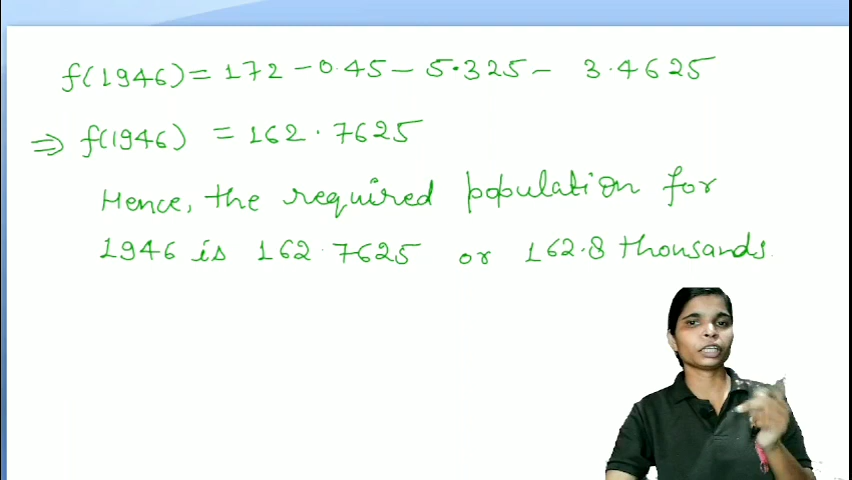 f(1946) = 172 - 0.45 - 5.325 - 3.4625
⇒ f(1946) = 162.7625
Hence, the required population for
1946 is 162.7625 or 162.8 thousands.